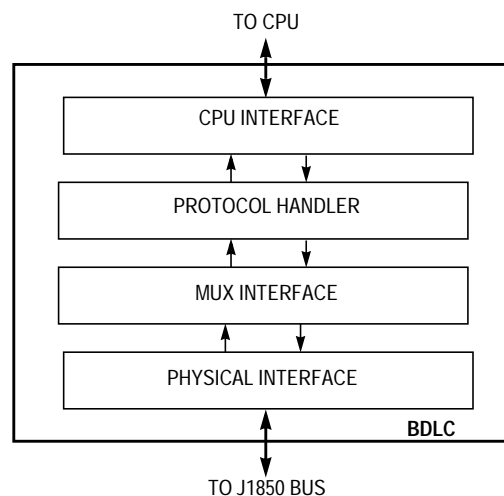 TO CPU
CPU INTERFACE
PROTOCOL HANDLER
MUX INTERFACE
PHYSICAL INTERFACE
BDLC
TO J1850 BUS